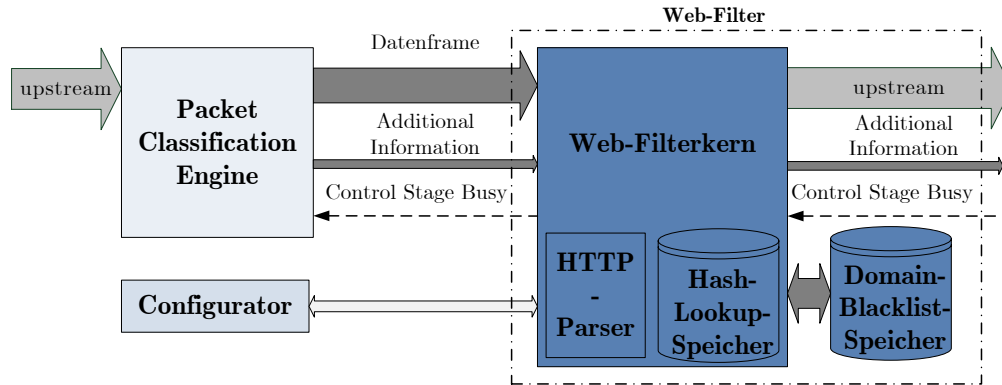 Web-Filter
Datenframe
upstream
Packet
Classification
Engine
Additional
Information
Control Stage Busy
Web-Filterkern
upstream
Additional
Information
Control Stage Busy
Configurator
HTTP
-
Parser
Hash-
Lookup-
Speicher
Domain-
Blacklist-
Speicher